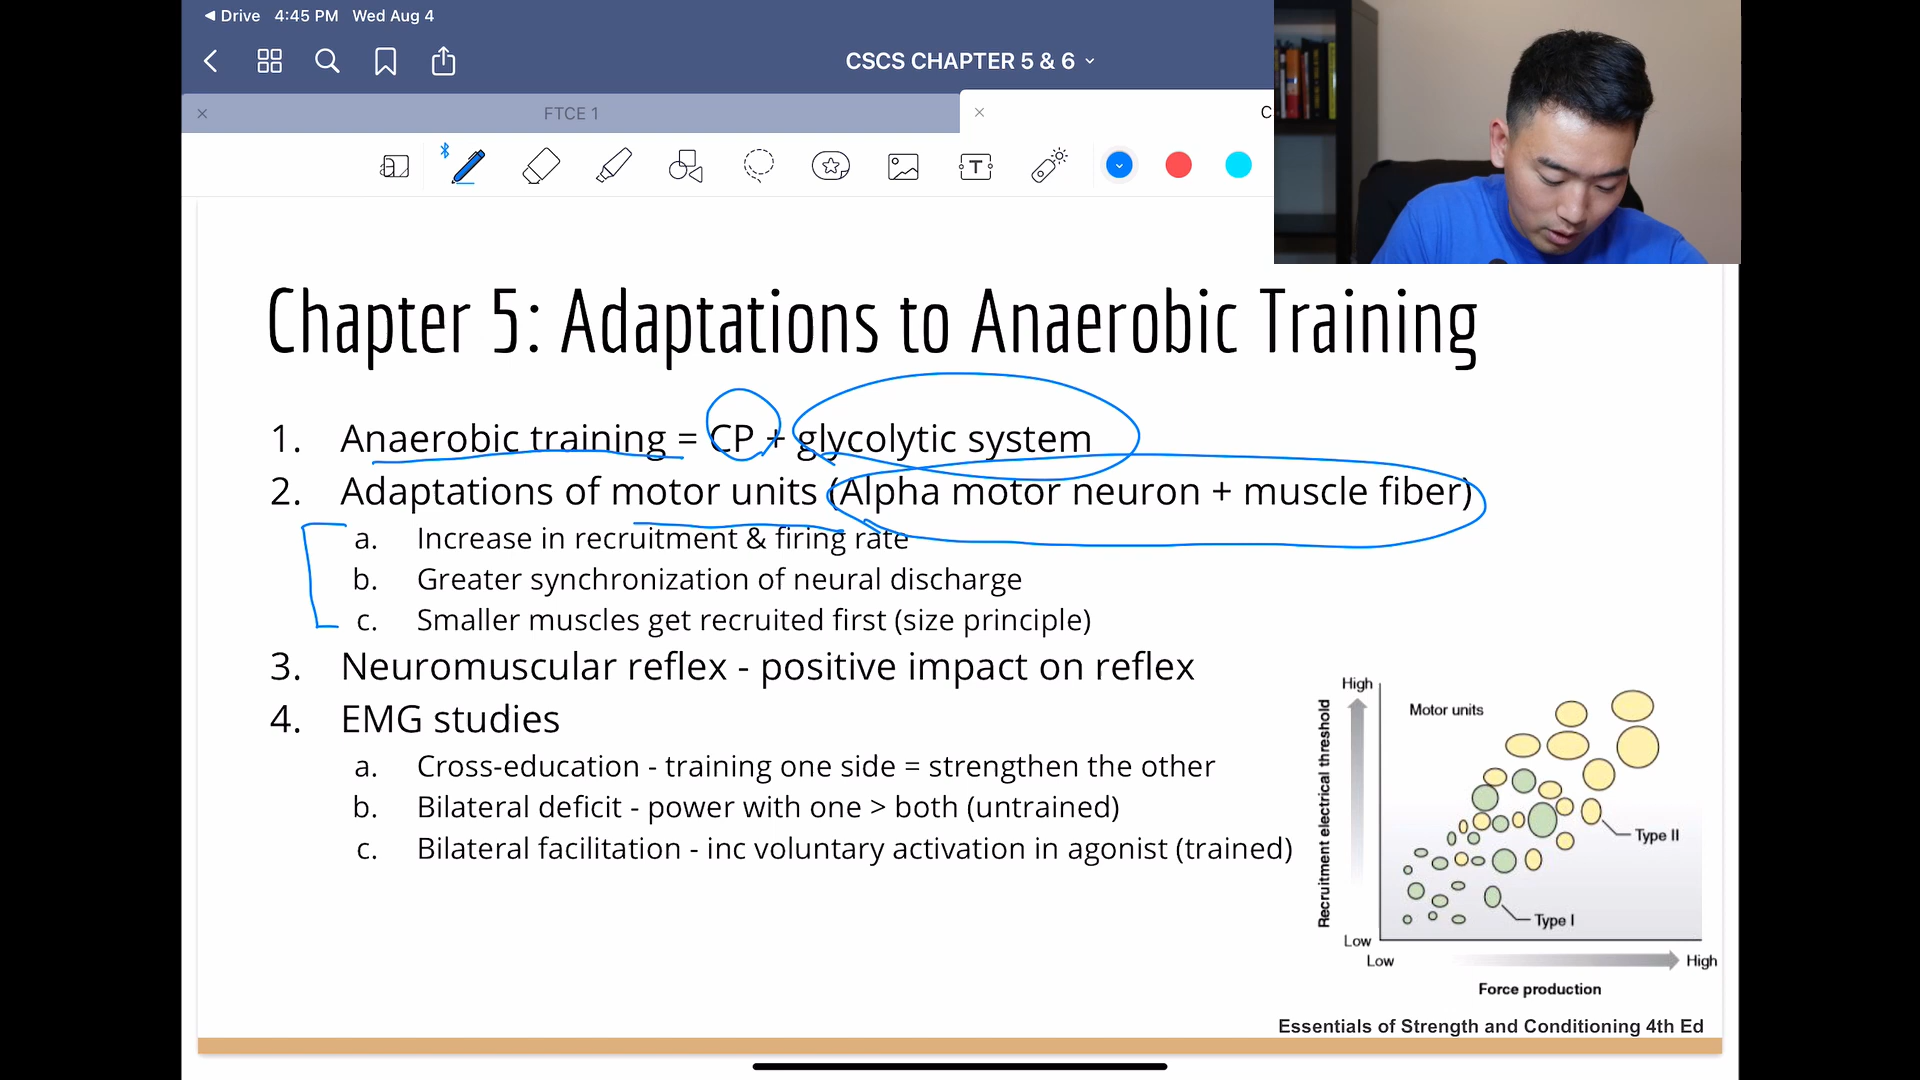 Drive 4:45 PM Wed Aug 4
CSCS CHAPTER 5 & 6
FTCE 1
C
T
Chapter 5: Adaptations to Anaerobic Training
1. Anaerobic training = CP + glycolytic system
2. Adaptations of motor units (Alpha motor neuron + muscle fiber)
a. Increase in recruitment & firing rate
b. Greater synchronization of neural discharge
c. Smaller muscles get recruited first (size principle)
3. Neuromuscular reflex - positive impact on reflex
4. EMG studies
a. Cross-education - training one side = strengthen the other
b. Bilateral deficit - power with one > both (untrained)
c. Bilateral facilitation - inc voluntary activation in agonist (trained)
High
Motor units
Recruitment electrical threshold
Type II
Type I
Low
Low
High
Force production
Essentials of Strength and Conditioning 4th Ed